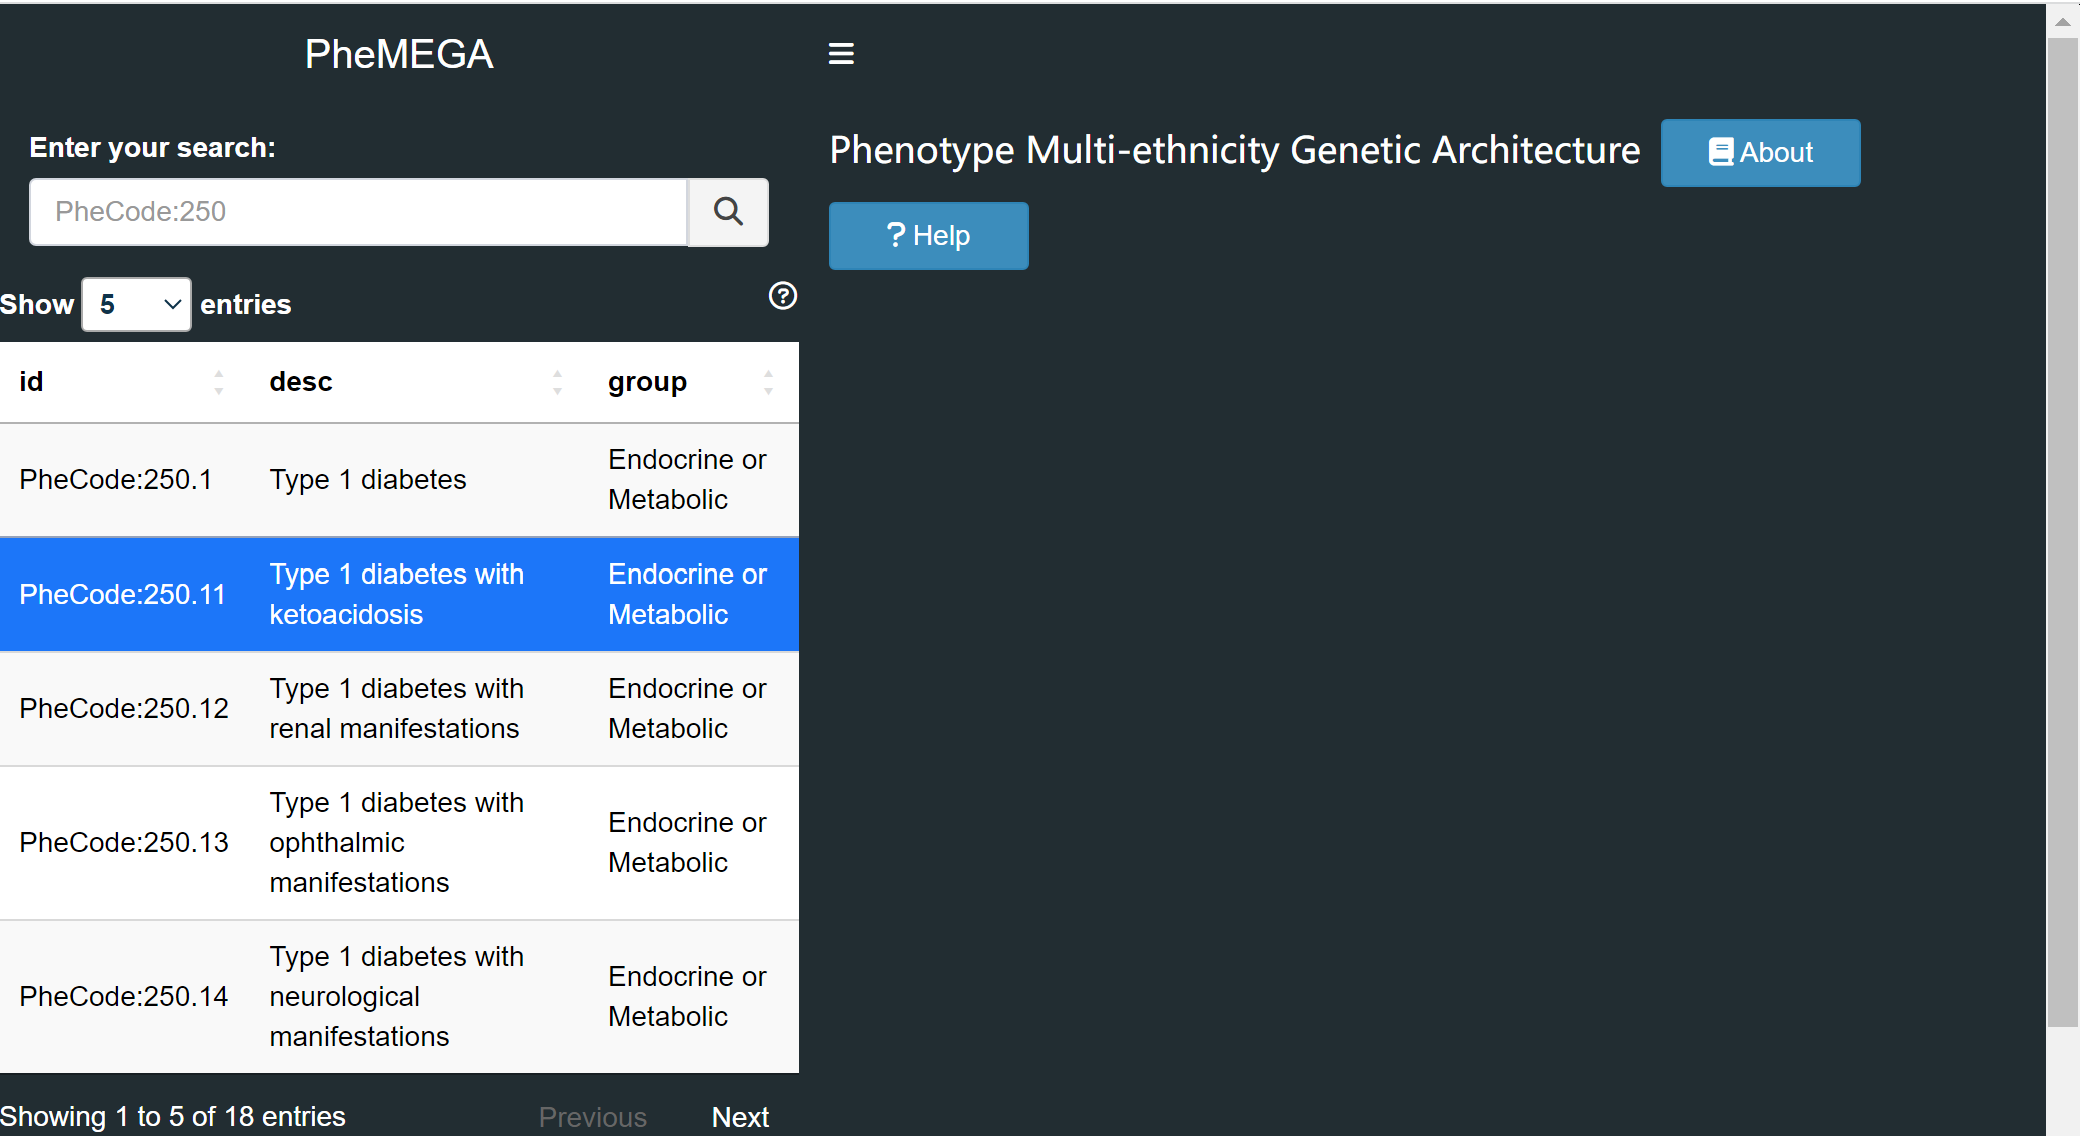 PheMEGA
Enter your search:
PheCode:250
Show 5 entries
id desc group
PheCode:250.1 Type 1 diabetes Endocrine or
Metabolic
PheCode:250.11 Type 1 diabetes with
ketoacidosis Endocrine or
Metabolic
PheCode:250.12 Type 1 diabetes with
renal manifestations Endocrine or
Metabolic
PheCode:250.13 Type 1 diabetes with
ophthalmic
manifestations Endocrine or
Metabolic
PheCode:250.14 Type 1 diabetes with
neurological
manifestations Endocrine or
Metabolic
Showing 1 to 5 of 18 entries Previous Next
Phenotype Multi-ethnicity Genetic Architecture About
? Help